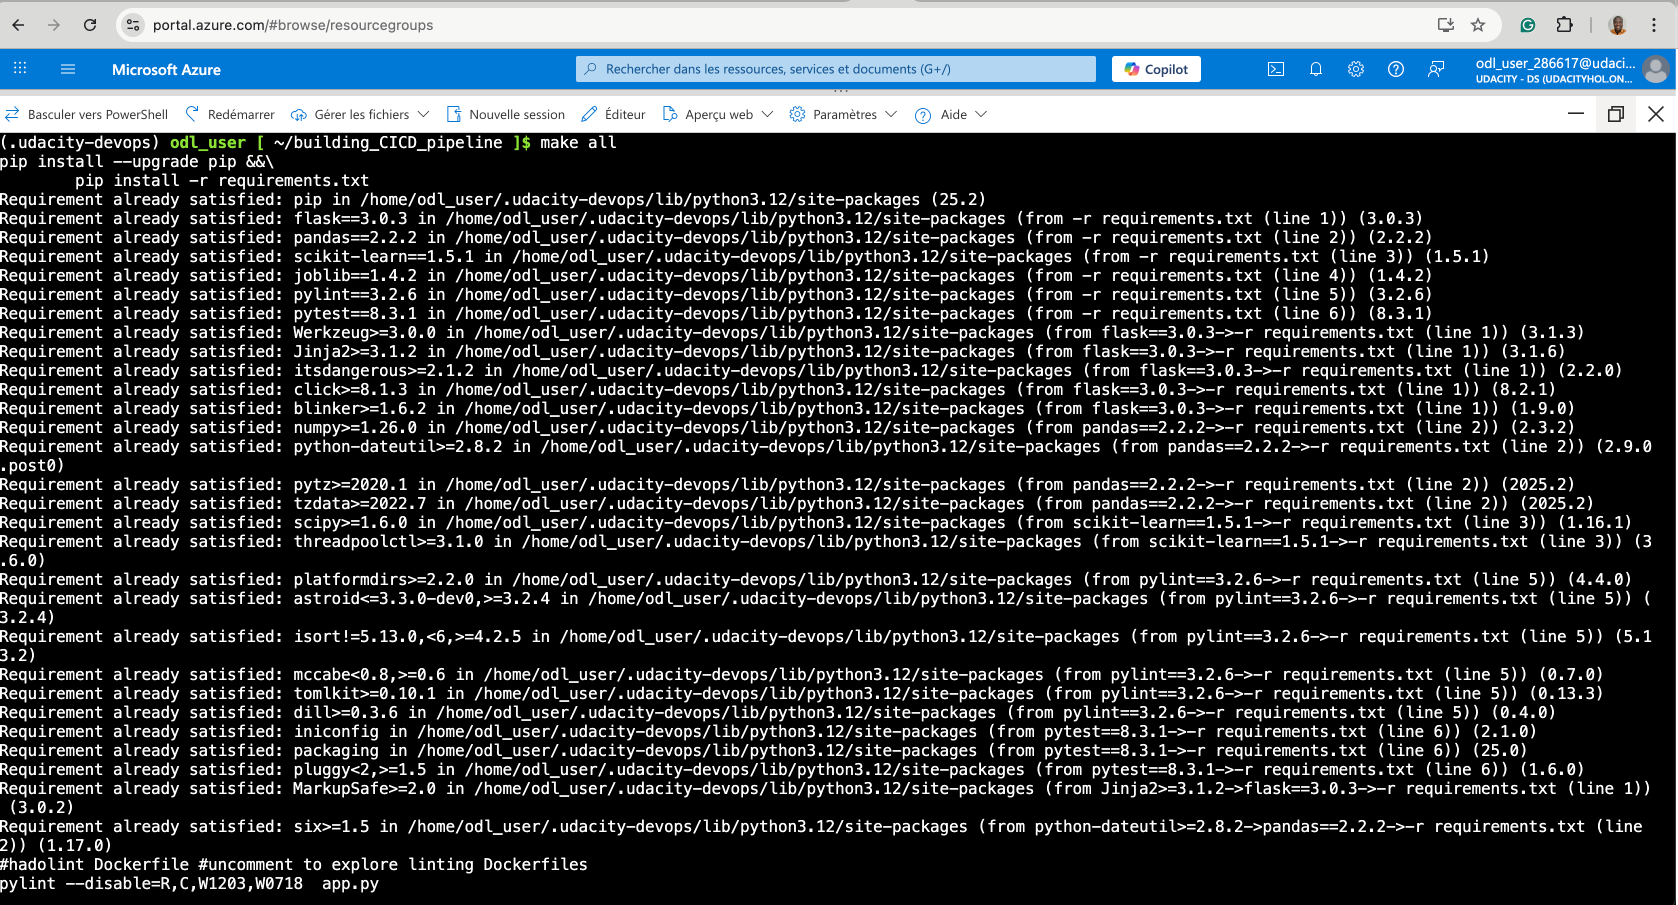 portal.azure.com/#browse/resourcegroups
Microsoft Azure
Rechercher dans les ressources, services et documents (G+/)
Copilot
odl_user_286617@udaci...
UDACITY - DS (UDACITYHOL.ON...
Basculer vers PowerShell Redémarrer Gérer les fichiers Nouvelle session Éditeur Aperçu web Paramètres Aide
(.udacity-devops) odl_user [ ~/building_CICD_pipeline ]$ make all
pip install --upgrade pip &&\
pip install -r requirements.txt
Requirement already satisfied: pip in /home/odl_user/.udacity-devops/lib/python3.12/site-packages (25.2)
Requirement already satisfied: flask==3.0.3 in /home/odl_user/.udacity-devops/lib/python3.12/site-packages (from -r requirements.txt (line 1)) (3.0.3)
Requirement already satisfied: pandas==2.2.2 in /home/odl_user/.udacity-devops/lib/python3.12/site-packages (from -r requirements.txt (line 2)) (2.2.2)
Requirement already satisfied: scikit-learn==1.5.1 in /home/odl_user/.udacity-devops/lib/python3.12/site-packages (from -r requirements.txt (line 3)) (1.5.1)
Requirement already satisfied: joblib==1.4.2 in /home/odl_user/.udacity-devops/lib/python3.12/site-packages (from -r requirements.txt (line 4)) (1.4.2)
Requirement already satisfied: pylint==3.2.6 in /home/odl_user/.udacity-devops/lib/python3.12/site-packages (from -r requirements.txt (line 5)) (3.2.6)
Requirement already satisfied: pytest==8.3.1 in /home/odl_user/.udacity-devops/lib/python3.12/site-packages (from -r requirements.txt (line 6)) (8.3.1)
Requirement already satisfied: Werkzeug>=3.0.0 in /home/odl_user/.udacity-devops/lib/python3.12/site-packages (from flask==3.0.3->-r requirements.txt (line 1)) (3.1.3)
Requirement already satisfied: Jinja2>=3.1.2 in /home/odl_user/.udacity-devops/lib/python3.12/site-packages (from flask==3.0.3->-r requirements.txt (line 1)) (3.1.6)
Requirement already satisfied: itsdangerous>=2.1.2 in /home/odl_user/.udacity-devops/lib/python3.12/site-packages (from flask==3.0.3->-r requirements.txt (line 1)) (2.2.0)
Requirement already satisfied: click>=8.1.3 in /home/odl_user/.udacity-devops/lib/python3.12/site-packages (from flask==3.0.3->-r requirements.txt (line 1)) (8.2.1)
Requirement already satisfied: blinker>=1.6.2 in /home/odl_user/.udacity-devops/lib/python3.12/site-packages (from flask==3.0.3->-r requirements.txt (line 1)) (1.9.0)
Requirement already satisfied: numpy>=1.26.0 in /home/odl_user/.udacity-devops/lib/python3.12/site-packages (from pandas==2.2.2->-r requirements.txt (line 2)) (2.3.2)
Requirement already satisfied: python-dateutil>=2.8.2 in /home/odl_user/.udacity-devops/lib/python3.12/site-packages (from pandas==2.2.2->-r requirements.txt (line 2)) (2.9.0
.post0)
Requirement already satisfied: pytz>=2020.1 in /home/odl_user/.udacity-devops/lib/python3.12/site-packages (from pandas==2.2.2->-r requirements.txt (line 2)) (2025.2)
Requirement already satisfied: tzdata>=2022.7 in /home/odl_user/.udacity-devops/lib/python3.12/site-packages (from pandas==2.2.2->-r requirements.txt (line 2)) (2025.2)
Requirement already satisfied: scipy>=1.6.0 in /home/odl_user/.udacity-devops/lib/python3.12/site-packages (from scikit-learn==1.5.1->-r requirements.txt (line 3)) (1.16.1)
Requirement already satisfied: threadpoolctl>=3.1.0 in /home/odl_user/.udacity-devops/lib/python3.12/site-packages (from scikit-learn==1.5.1->-r requirements.txt (line 3)) (3
.6.0)
Requirement already satisfied: platformdirs>=2.2.0 in /home/odl_user/.udacity-devops/lib/python3.12/site-packages (from pylint==3.2.6->-r requirements.txt (line 5)) (4.4.0)
Requirement already satisfied: astroid<=3.3.0-dev0,>=3.2.4 in /home/odl_user/.udacity-devops/lib/python3.12/site-packages (from pylint==3.2.6->-r requirements.txt (line 5)) (
3.2.4)
Requirement already satisfied: isort!=5.13.0,<6,>=4.2.5 in /home/odl_user/.udacity-devops/lib/python3.12/site-packages (from pylint==3.2.6->-r requirements.txt (line 5)) (5.1
3.2)
Requirement already satisfied: mccabe<0.8,>=0.6 in /home/odl_user/.udacity-devops/lib/python3.12/site-packages (from pylint==3.2.6->-r requirements.txt (line 5)) (0.7.0)
Requirement already satisfied: tomlkit>=0.10.1 in /home/odl_user/.udacity-devops/lib/python3.12/site-packages (from pylint==3.2.6->-r requirements.txt (line 5)) (0.13.3)
Requirement already satisfied: dill>=0.3.6 in /home/odl_user/.udacity-devops/lib/python3.12/site-packages (from pylint==3.2.6->-r requirements.txt (line 5)) (0.4.0)
Requirement already satisfied: iniconfig in /home/odl_user/.udacity-devops/lib/python3.12/site-packages (from pytest==8.3.1->-r requirements.txt (line 6)) (2.1.0)
Requirement already satisfied: packaging in /home/odl_user/.udacity-devops/lib/python3.12/site-packages (from pytest==8.3.1->-r requirements.txt (line 6)) (25.0)
Requirement already satisfied: pluggy<2,>=1.5 in /home/odl_user/.udacity-devops/lib/python3.12/site-packages (from pytest==8.3.1->-r requirements.txt (line 6)) (1.6.0)
Requirement already satisfied: MarkupSafe>=2.0 in /home/odl_user/.udacity-devops/lib/python3.12/site-packages (from Jinja2>=3.1.2->flask==3.0.3->-r requirements.txt (line 1))
(3.0.2)
Requirement already satisfied: six>=1.5 in /home/odl_user/.udacity-devops/lib/python3.12/site-packages (from python-dateutil>=2.8.2->pandas==2.2.2->-r requirements.txt (line
2)) (1.17.0)
#hadolint Dockerfile #uncomment to explore linting Dockerfiles
pylint --disable=R,C,W1203,W0718  app.py